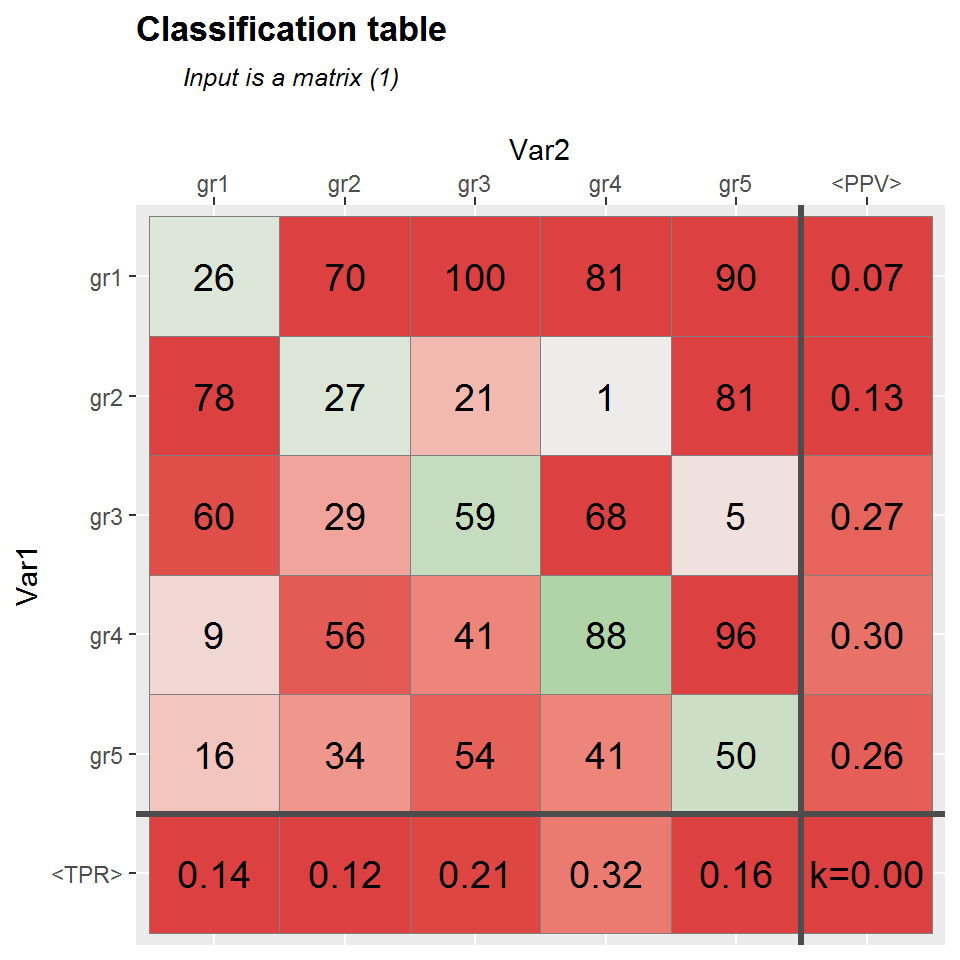 Classification table
Input is a matrix (1)
Var2
gr1 gr2 gr3 gr4 gr5 <PPV>
gr1 26 70 100 81 90 0.07
gr2 78 27 21 1 81 0.13
gr3 60 29 59 68 5 0.27
Var1
gr4 9 56 41 88 96 0.30
gr5 16 34 54 41 50 0.26
<TPR> 0.14 0.12 0.21 0.32 0.16 k=0.00